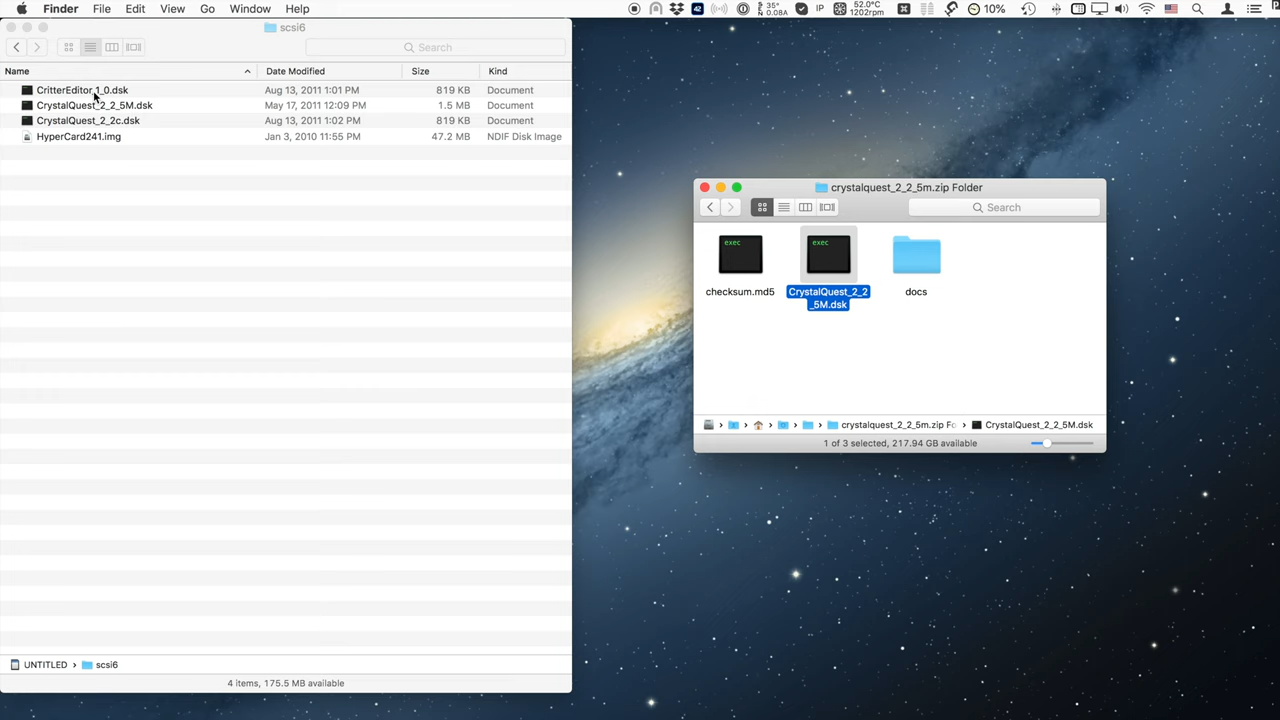 Finder File Edit View Go Window Help 42 35° 0.08A IP 52.0°C 1202rpm 10%
scsi6
Search
Name Date Modified Size Kind
CritterEditor_1_0.dsk Aug 13, 2011 1:01 PM 819 KB Document
CrystalQuest_2_2_5M.dsk May 17, 2011 12:09 PM 1.5 MB Document
CrystalQuest_2_2c.dsk Aug 13, 2011 1:02 PM 819 KB Document
HyperCard241.img Jan 3, 2010 11:55 PM 47.2 MB NDIF Disk Image
UNTITLED › scsi6
4 items, 175.5 MB available
crystalquest_2_2_5m.zip Folder
Search
exec exec
checksum.md5 CrystalQuest_2_2 docs
_5M.dsk
crystalquest_2_2_5m.zip Fo › CrystalQuest_2_2_5M.dsk
1 of 3 selected, 217.94 GB available